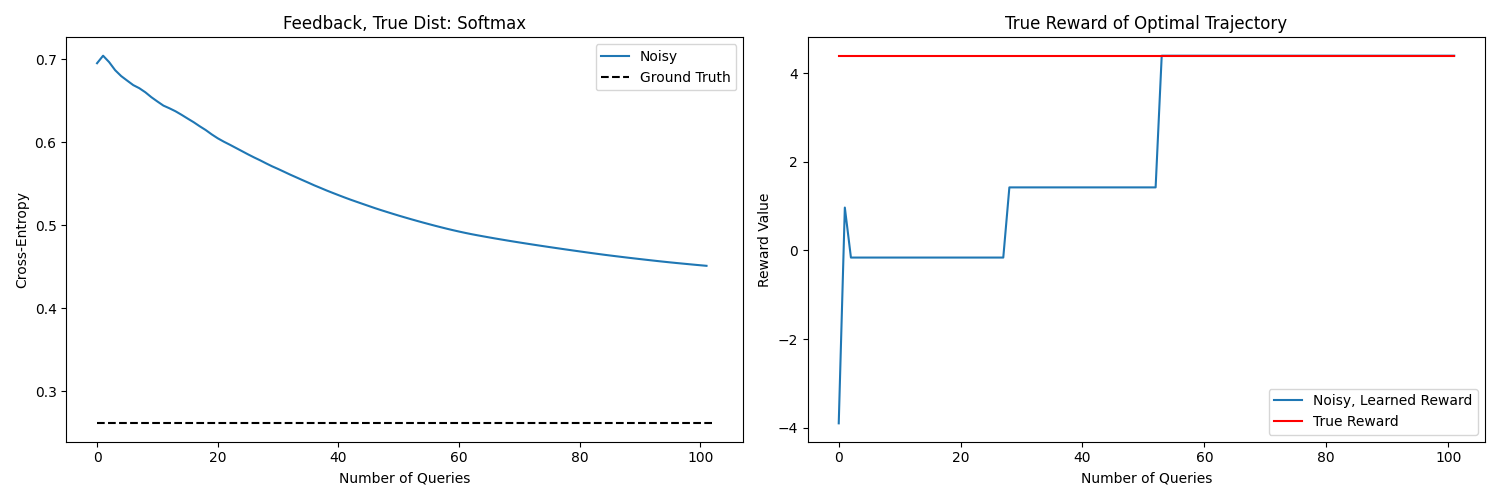 Feedback, True Dist: Softmax
Cross-Entropy
0.7
0.6
0.5
0.4
0.3
Noisy
Ground Truth
0 20 40 60 80 100
Number of Queries
True Reward of Optimal Trajectory
Reward Value
4
2
0
−2
−4
Noisy, Learned Reward
True Reward
0 20 40 60 80 100
Number of Queries